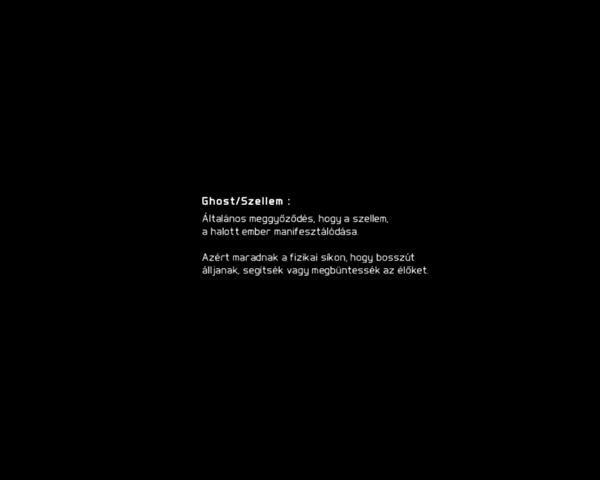 Ghost/Szellem :
Általános meggyőződés, hogy a szellem,
a halott ember manifesztálódása.
Azért maradnak a fizikai síkon, hogy bosszút
álljanak, segítsék vagy megbüntessék az élőket.